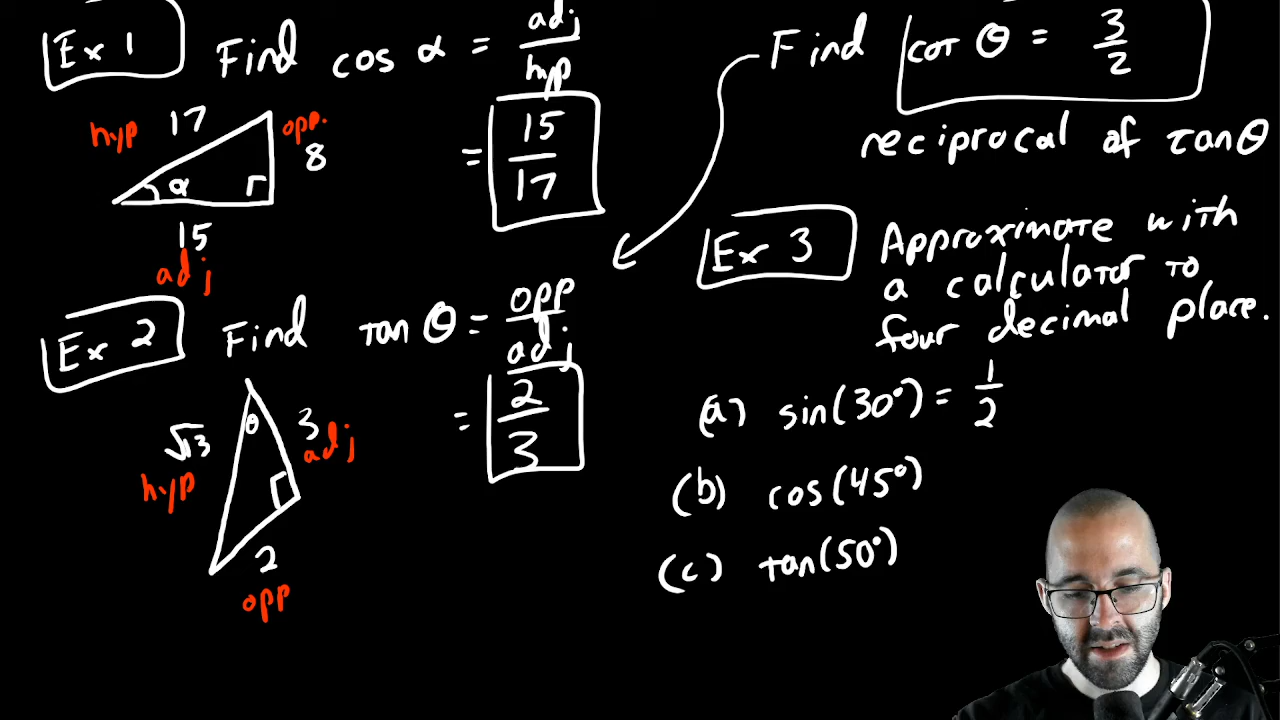 Ex 1
Find cos α = adj/hyp
= 15/17
hyp 17
opp.
8
α
15
adj
Ex 2
Find tan θ = opp/adj
= 2/3
θ
√13
hyp
3
adj
2
opp
Find cot θ = 3/2
reciprocal of tan θ
Ex 3
Approximate with
a calculator to
four decimal place.
(a) sin(30°) = 1/2
(b) cos(45°)
(c) tan(50°)